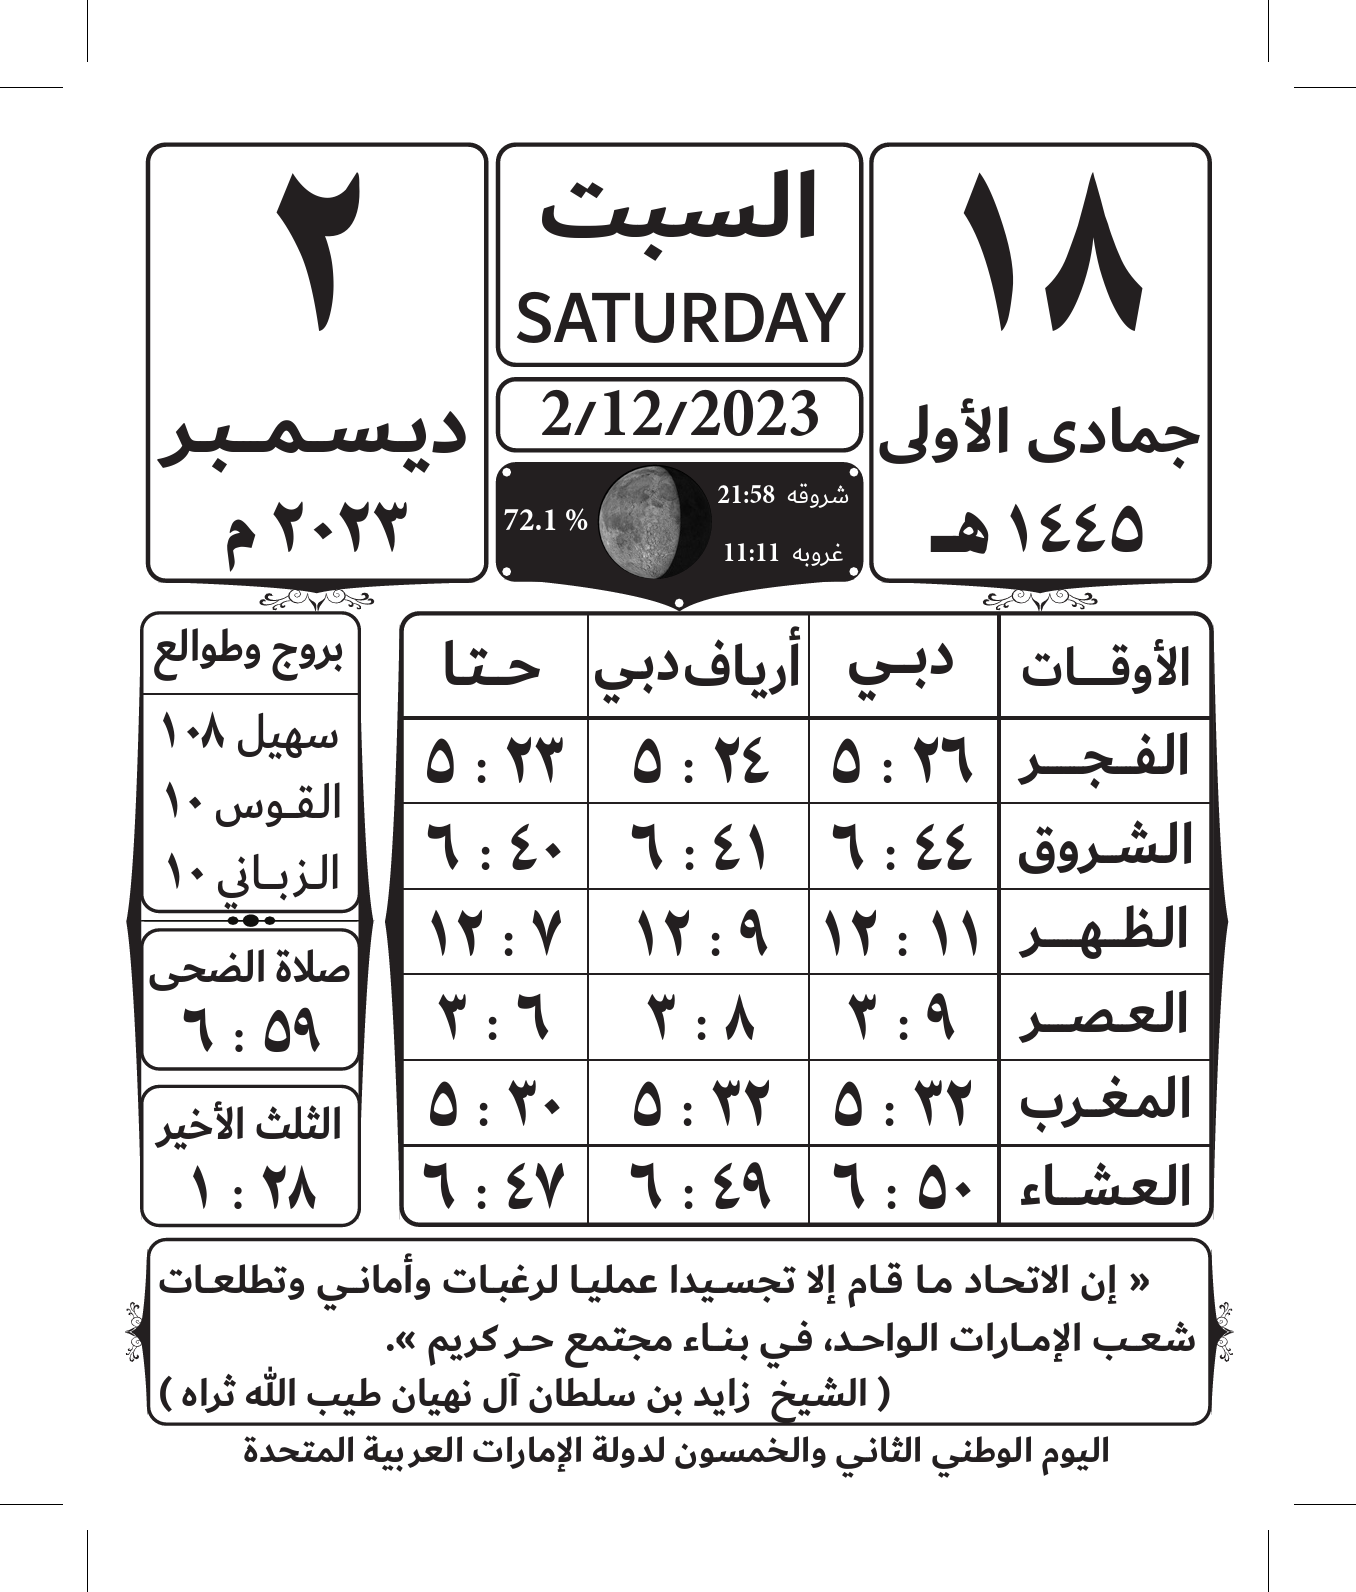 ١٨
جمادى الأولى
١٤٤٥ هـ
السبت
SATURDAY
2/12/2023
شروقه 21:58
غروبه 11:11
72.1 %
٢
ديسمبر
٢٠٢٣ م
الأوقات دبي أرياف دبي حتا
الفجر ٥ : ٢٦ ٥ : ٢٤ ٥ : ٢٣
الشروق ٦ : ٤٤ ٦ : ٤١ ٦ : ٤٠
الظهر ١٢ : ١١ ١٢ : ٩ ١٢ : ٧
العصر ٣ : ٩ ٣ : ٨ ٣ : ٦
المغرب ٥ : ٣٢ ٥ : ٣٢ ٥ : ٣٠
العشاء ٦ : ٥٠ ٦ : ٤٩ ٦ : ٤٧
بروج وطوالع
سهيل ١٠٨
القوس ١٠
الزباني ١٠
صلاة الضحى
٦ : ٥٩
الثلث الأخير
١ : ٢٨
« إن الاتحاد ما قام إلا تجسيدا عمليا لرغبات وأماني وتطلعات
شعب الإمارات الواحد، في بناء مجتمع حر كريم ».
( الشيخ زايد بن سلطان آل نهيان طيب الله ثراه )
اليوم الوطني الثاني والخمسون لدولة الإمارات العربية المتحدة